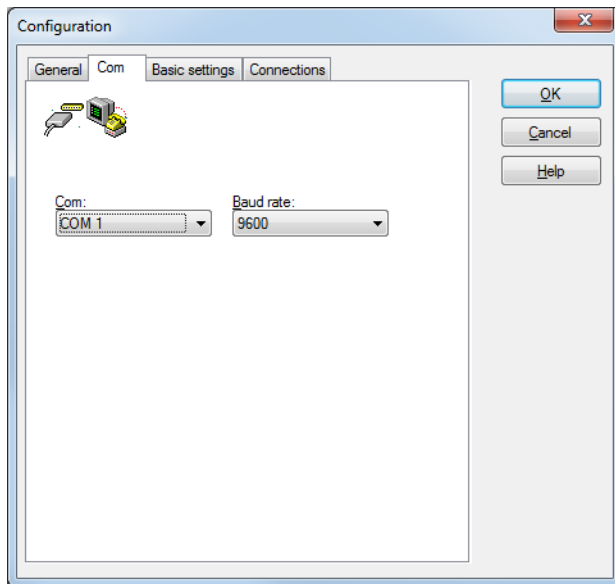 Configuration
General Com Basic settings Connections
OK
Cancel
Help
Com: Baud rate:
COM 1 9600